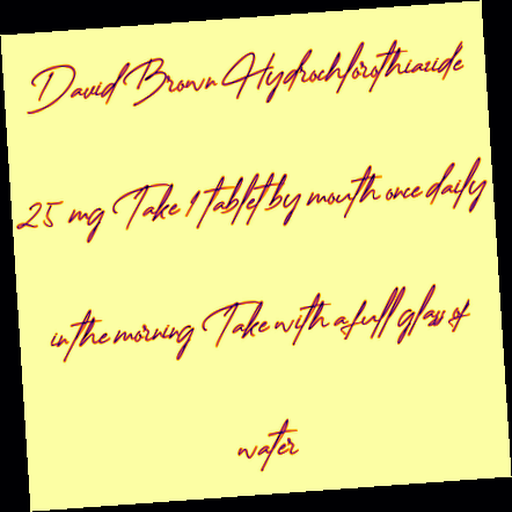 David Brown Hydrochlorothiazide
25 mg Take 1 tablet by mouth once daily
in the morning Take with a full glass of
water